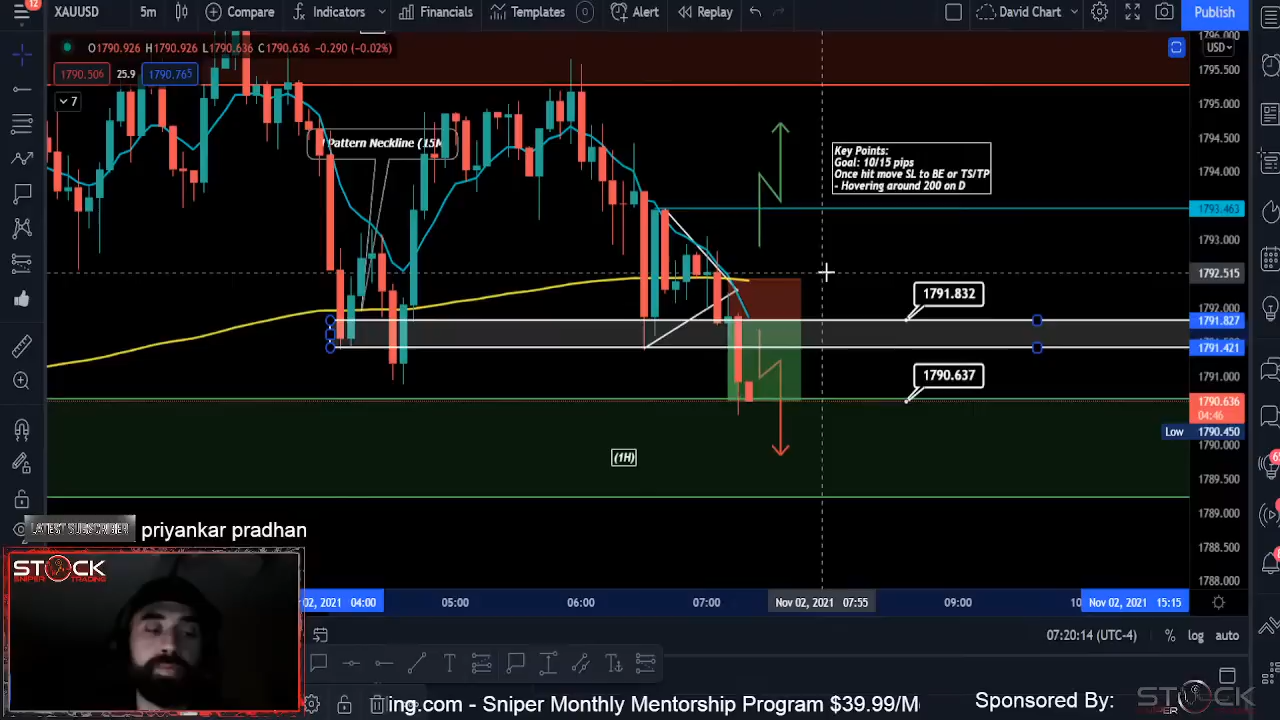 12
XAUUSD
5m
Compare
Indicators
Financials
Templates
Alert
Replay
David Chart
Publish
O1790.926 H1790.926 L1790.636 C1790.636 -0.290 (-0.02%)
1790.506
25.9
1790.765
7
Pattern Neckline (15M
Key Points:
Goal: 10/15 pips
Once hit move SL to BE or TS/TP
- Hovering around 200 on D
1796.000
USD
1795.500
1795.000
1794.500
1794.000
1793.463
1793.000
1792.515
1792.000
1791.832
1791.827
1791.421
1791.000
1790.637
1790.636
04:46
Low 1790.450
1790.000
1789.500
1789.000
1788.500
1788.000
(1H)
LATEST SUBSCRIBER
priyankar pradhan
STOCK
SNIPER TRADING
02, 2021 04:00
05:00
06:00
07:00
Nov 02, 2021 07:55
09:00
Nov 02, 2021 15:15
07:20:14 (UTC-4)
%
log
auto
ing.com - Sniper Monthly Mentorship Program $39.99/M
Sponsored By:
STOCK